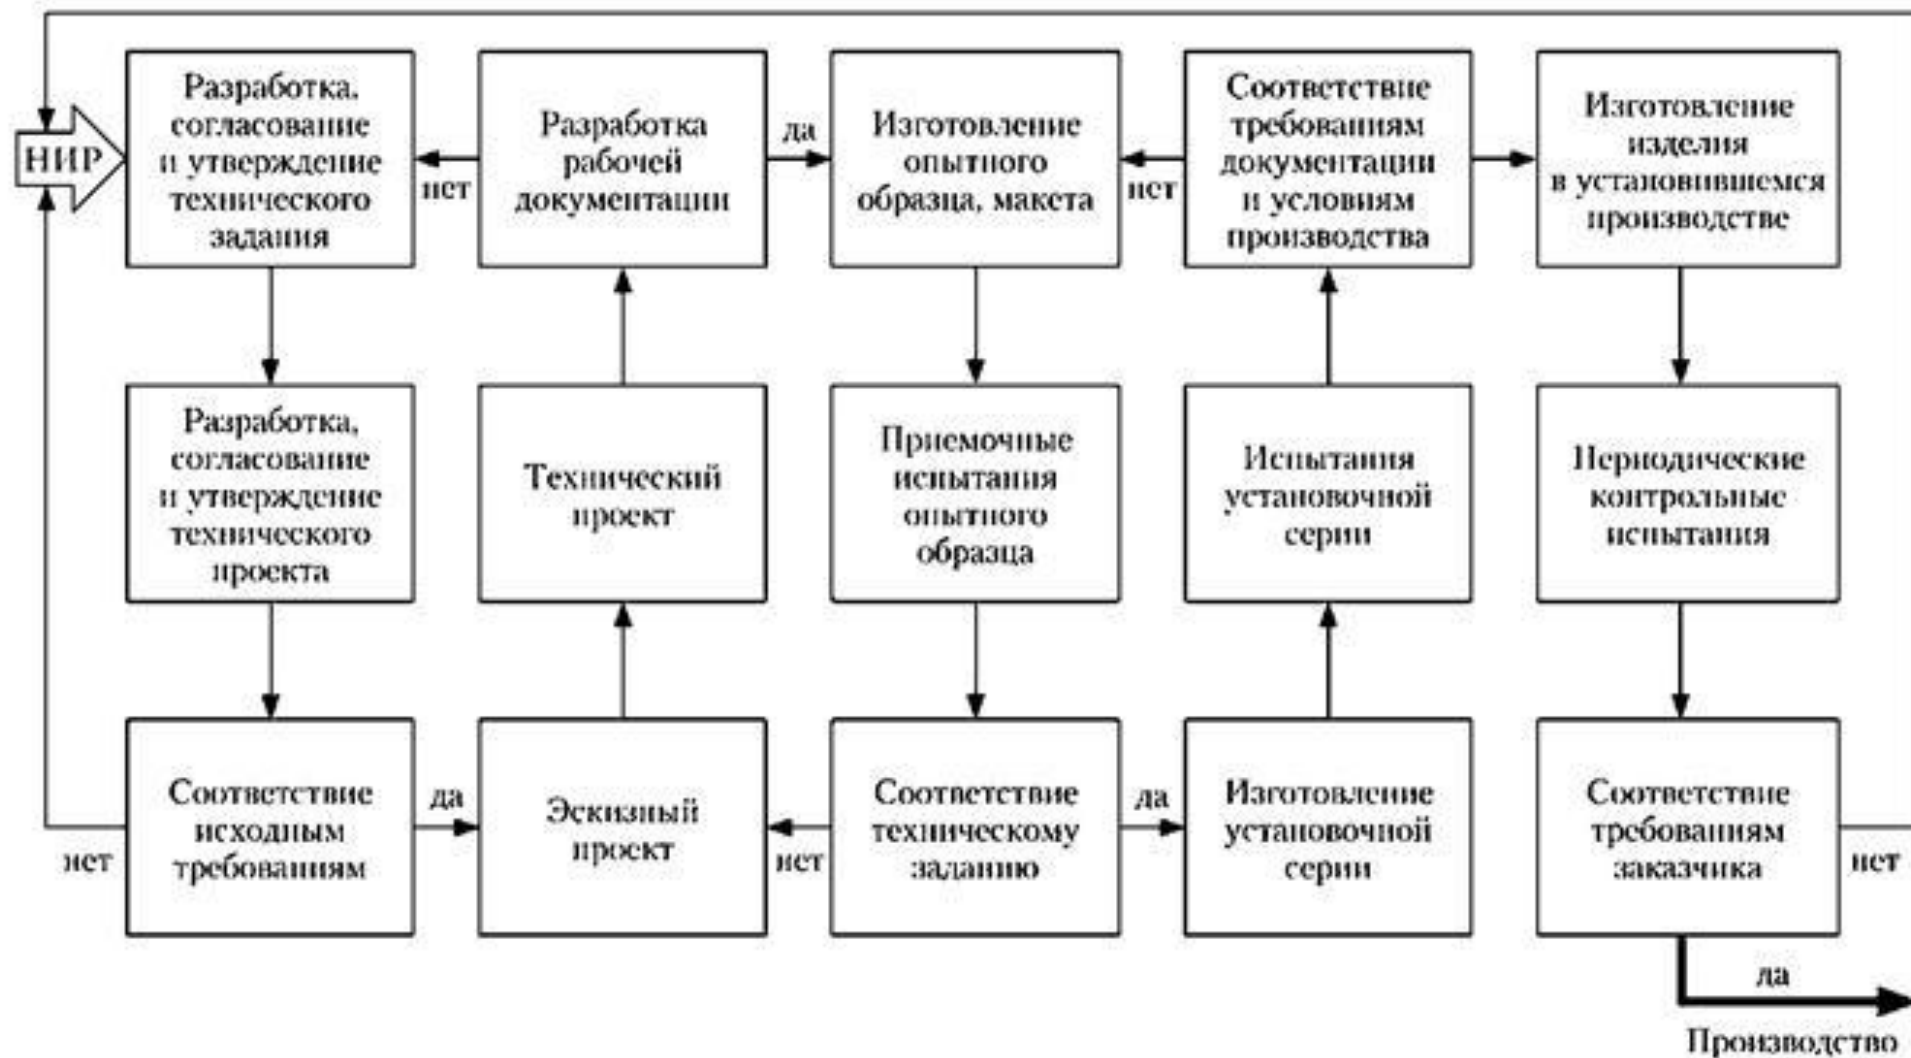 НИР
Разработка.
согласование
и утверждение
технического
задания
нет
Разработка
рабочей
документации
да
Изготовление
опытного
образца, макета
нет
Соответствие
требованиям
документации
и условиям
производства
Изготовление
изделия
в установившемся
производстве
Разработка,
согласование
и утверждение
технического
проекта
Технический
проект
Приемочные
испытания
опытного
образца
Испытания
установочной
серии
Периодические
контрольные
испытания
нет
Соответствие
исходным
требованиям
да
Эскизный
проект
нет
Соответствие
техническому
заданию
да
Изготовление
установочной
серии
Соответствие
требованиям
заказчика
нет
да
Производство